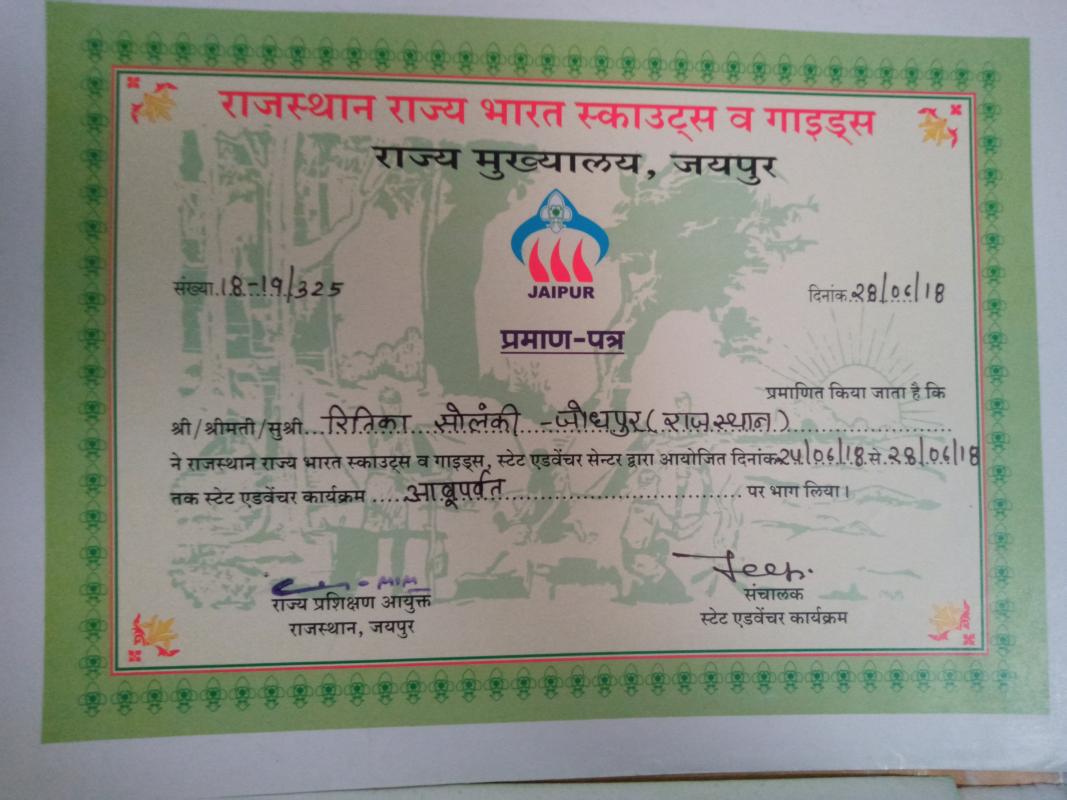 राजस्थान राज्य भारत स्काउट्स व गाइड्स
राज्य मुख्यालय, जयपुर
JAIPUR
संख्या 18-19/325
दिनांक 28/06/18
प्रमाण-पत्र
प्रमाणित किया जाता है कि
श्री/श्रीमती/सुश्री...रितिका सोलंकी - जोधपुर (राजस्थान)
ने राजस्थान राज्य भारत स्काउट्स व गाइड्स, स्टेट एडवेंचर सेन्टर द्वारा आयोजित दिनांक 24/06/18 से 28/06/18
तक स्टेट एडवेंचर कार्यक्रम .....आबूपर्वत..... पर भाग लिया।
राज्य प्रशिक्षण आयुक्त
राजस्थान, जयपुर
संचालक
स्टेट एडवेंचर कार्यक्रम